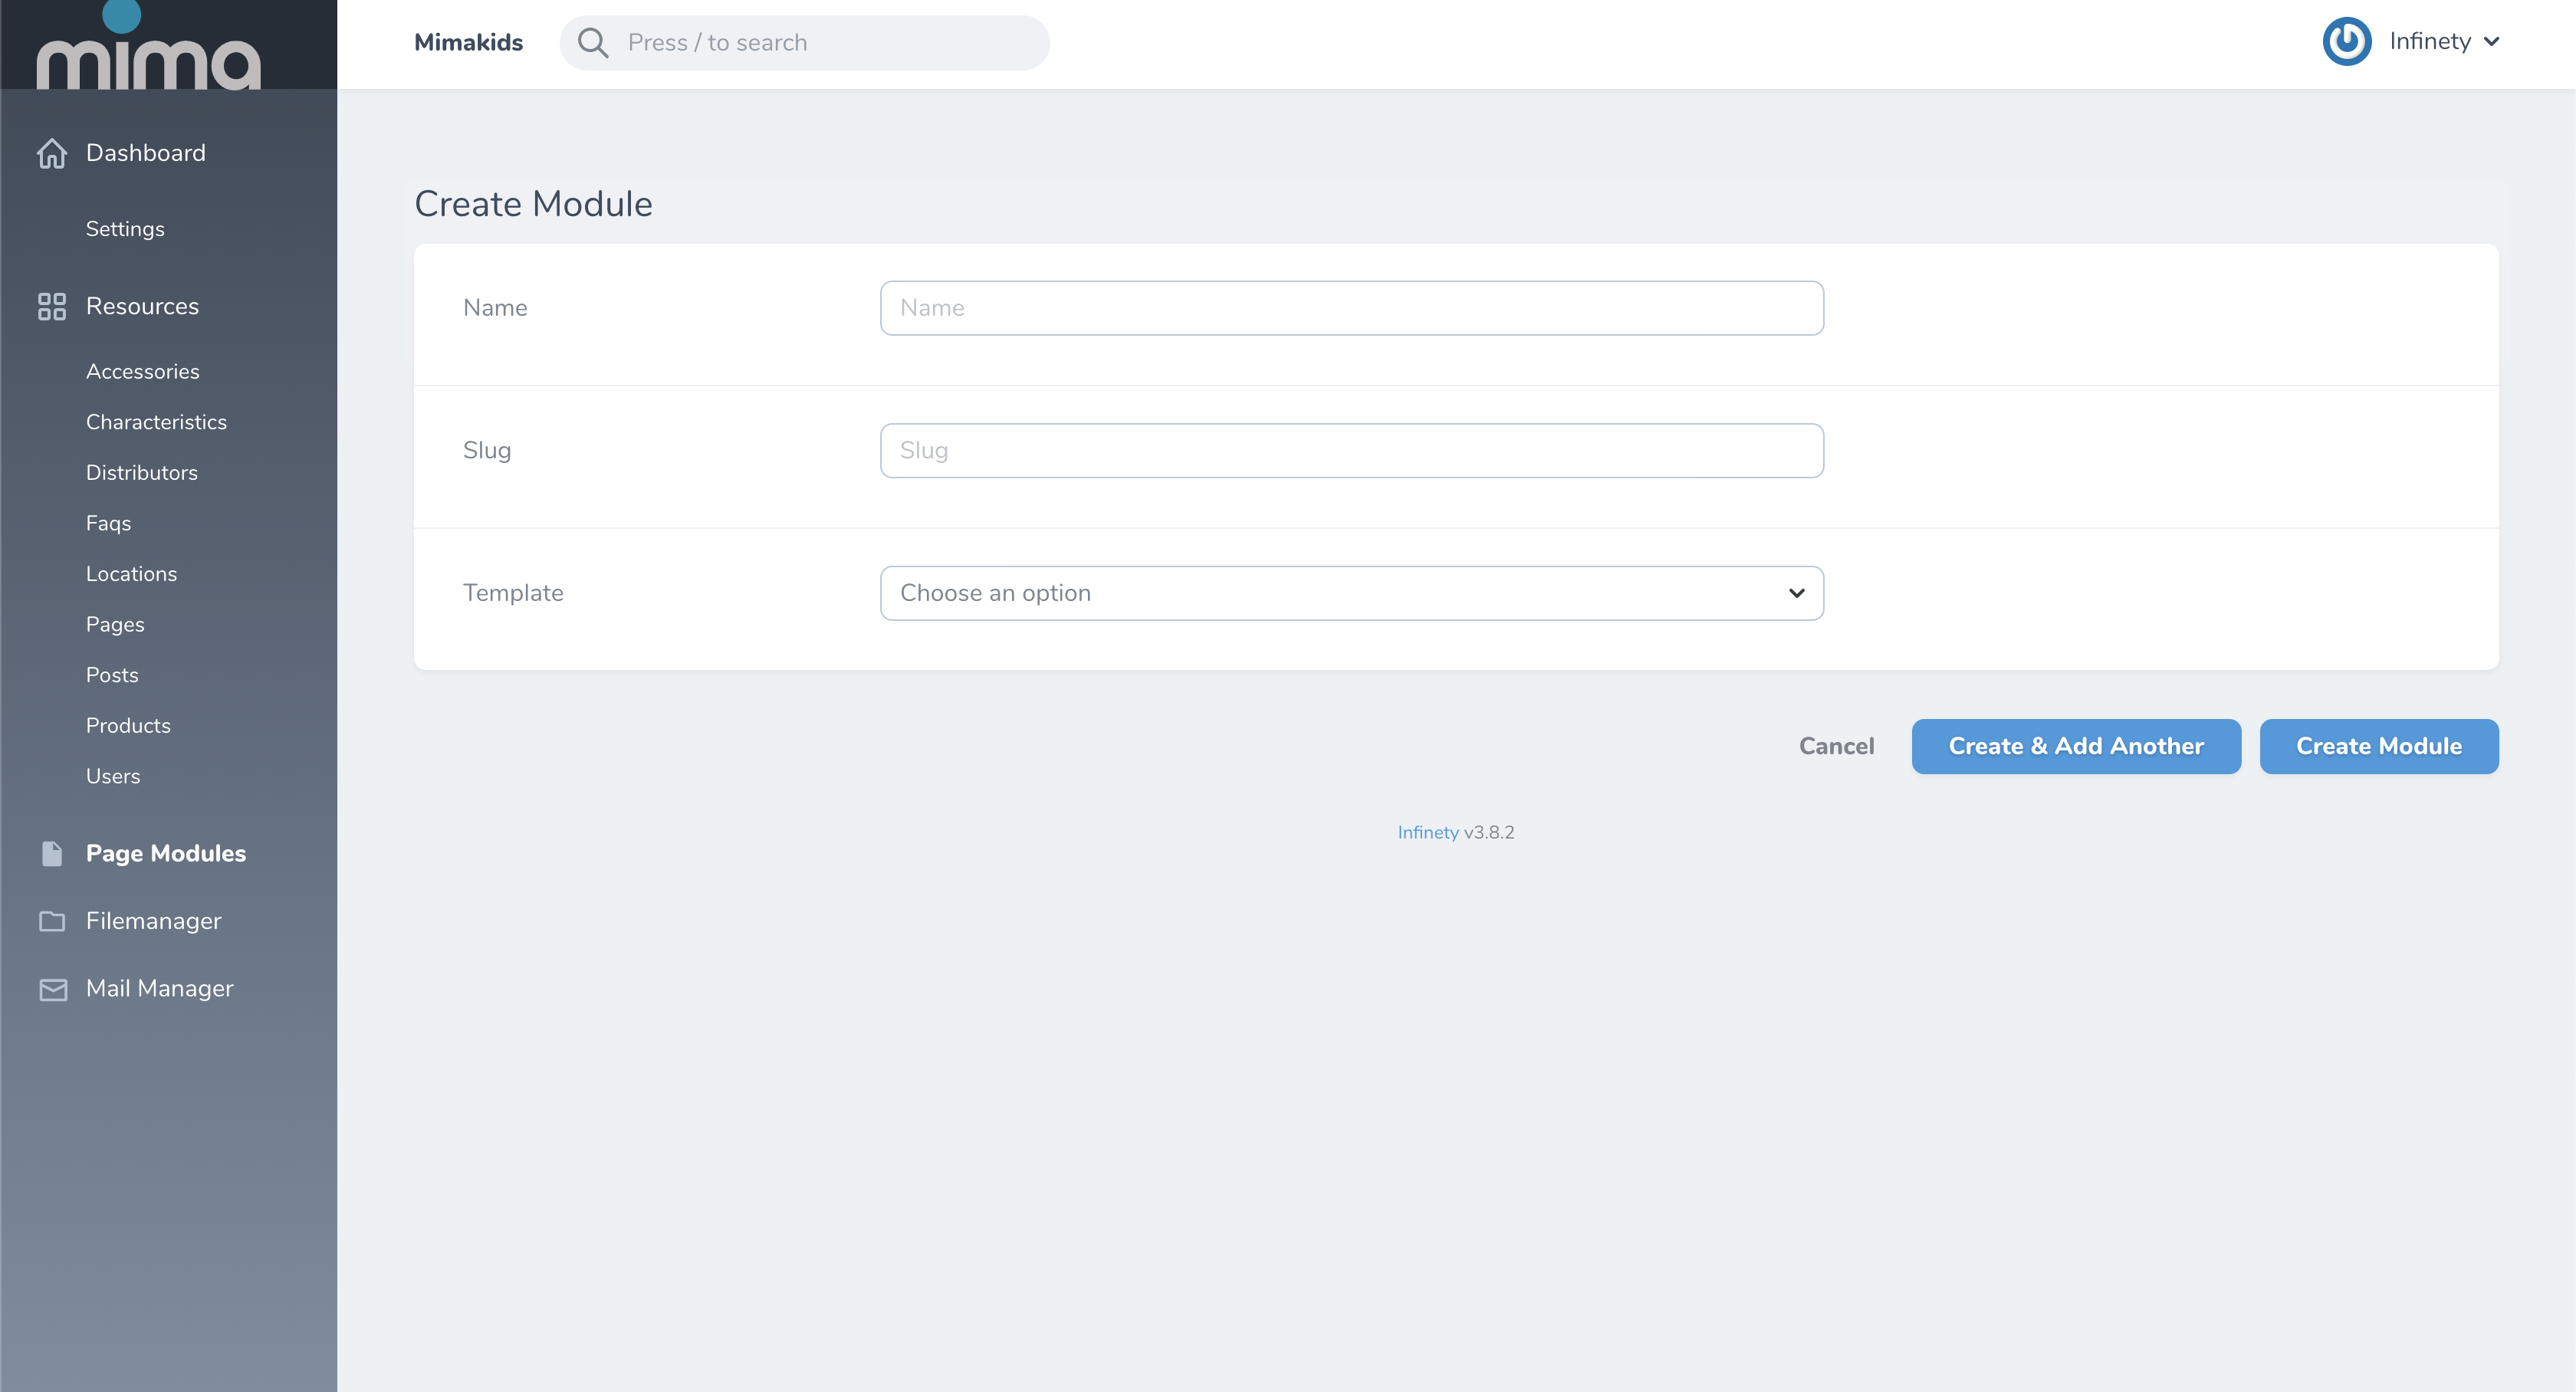 mima
Mimakids
Press / to search
Infinety
Dashboard
Settings
Resources
Accessories
Characteristics
Distributors
Faqs
Locations
Pages
Posts
Products
Users
Page Modules
Filemanager
Mail Manager
Create Module
Name
Name
Slug
Slug
Template
Choose an option
Cancel
Create & Add Another
Create Module
Infinety v3.8.2